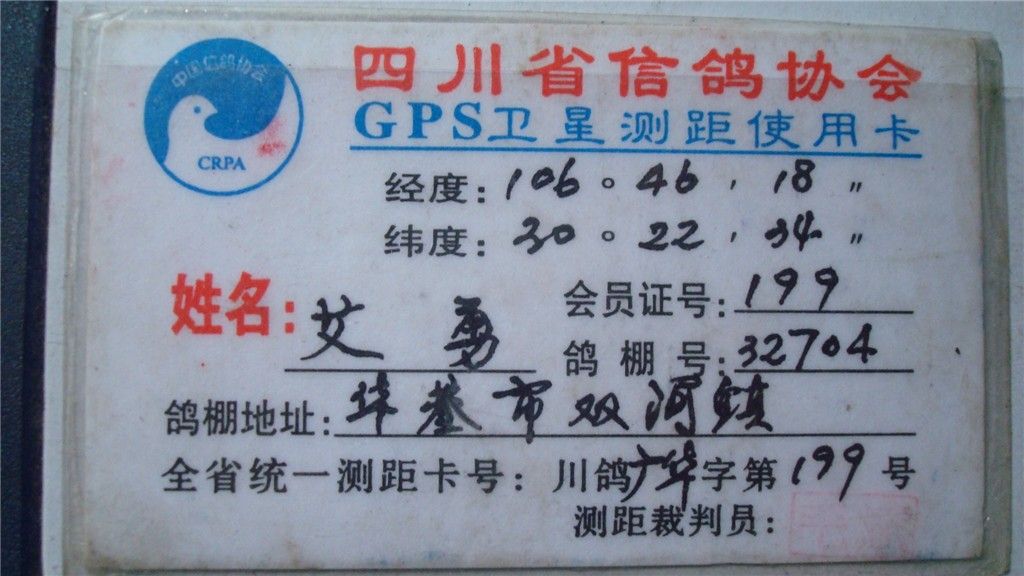 中国信鸽协会
CRPA
四川省信鸽协会
GPS卫星测距使用卡
经度：106°46′18″
纬度：30°22′34″
姓名：艾勇
会员证号：199
鸽棚号：32704
鸽棚地址：华蓥市双河镇
全省统一测距卡号：川鸽广华字第199号
测距裁判员：